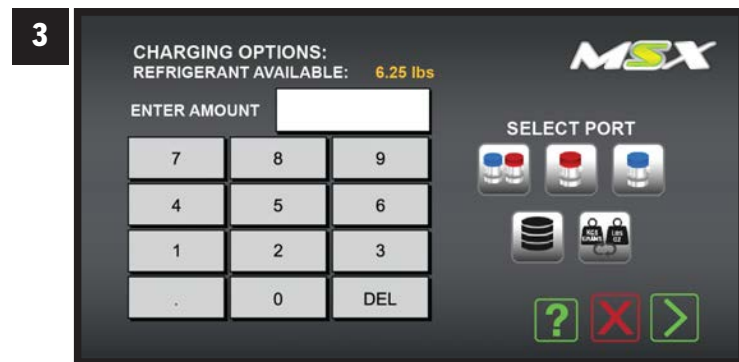 3
CHARGING OPTIONS:
REFRIGERANT AVAILABLE: 6.25 lbs
MSX
ENTER AMOUNT
SELECT PORT
7 8 9
4 5 6
1 2 3
. 0 DEL
KGS LBS
GRAMS OZ
?